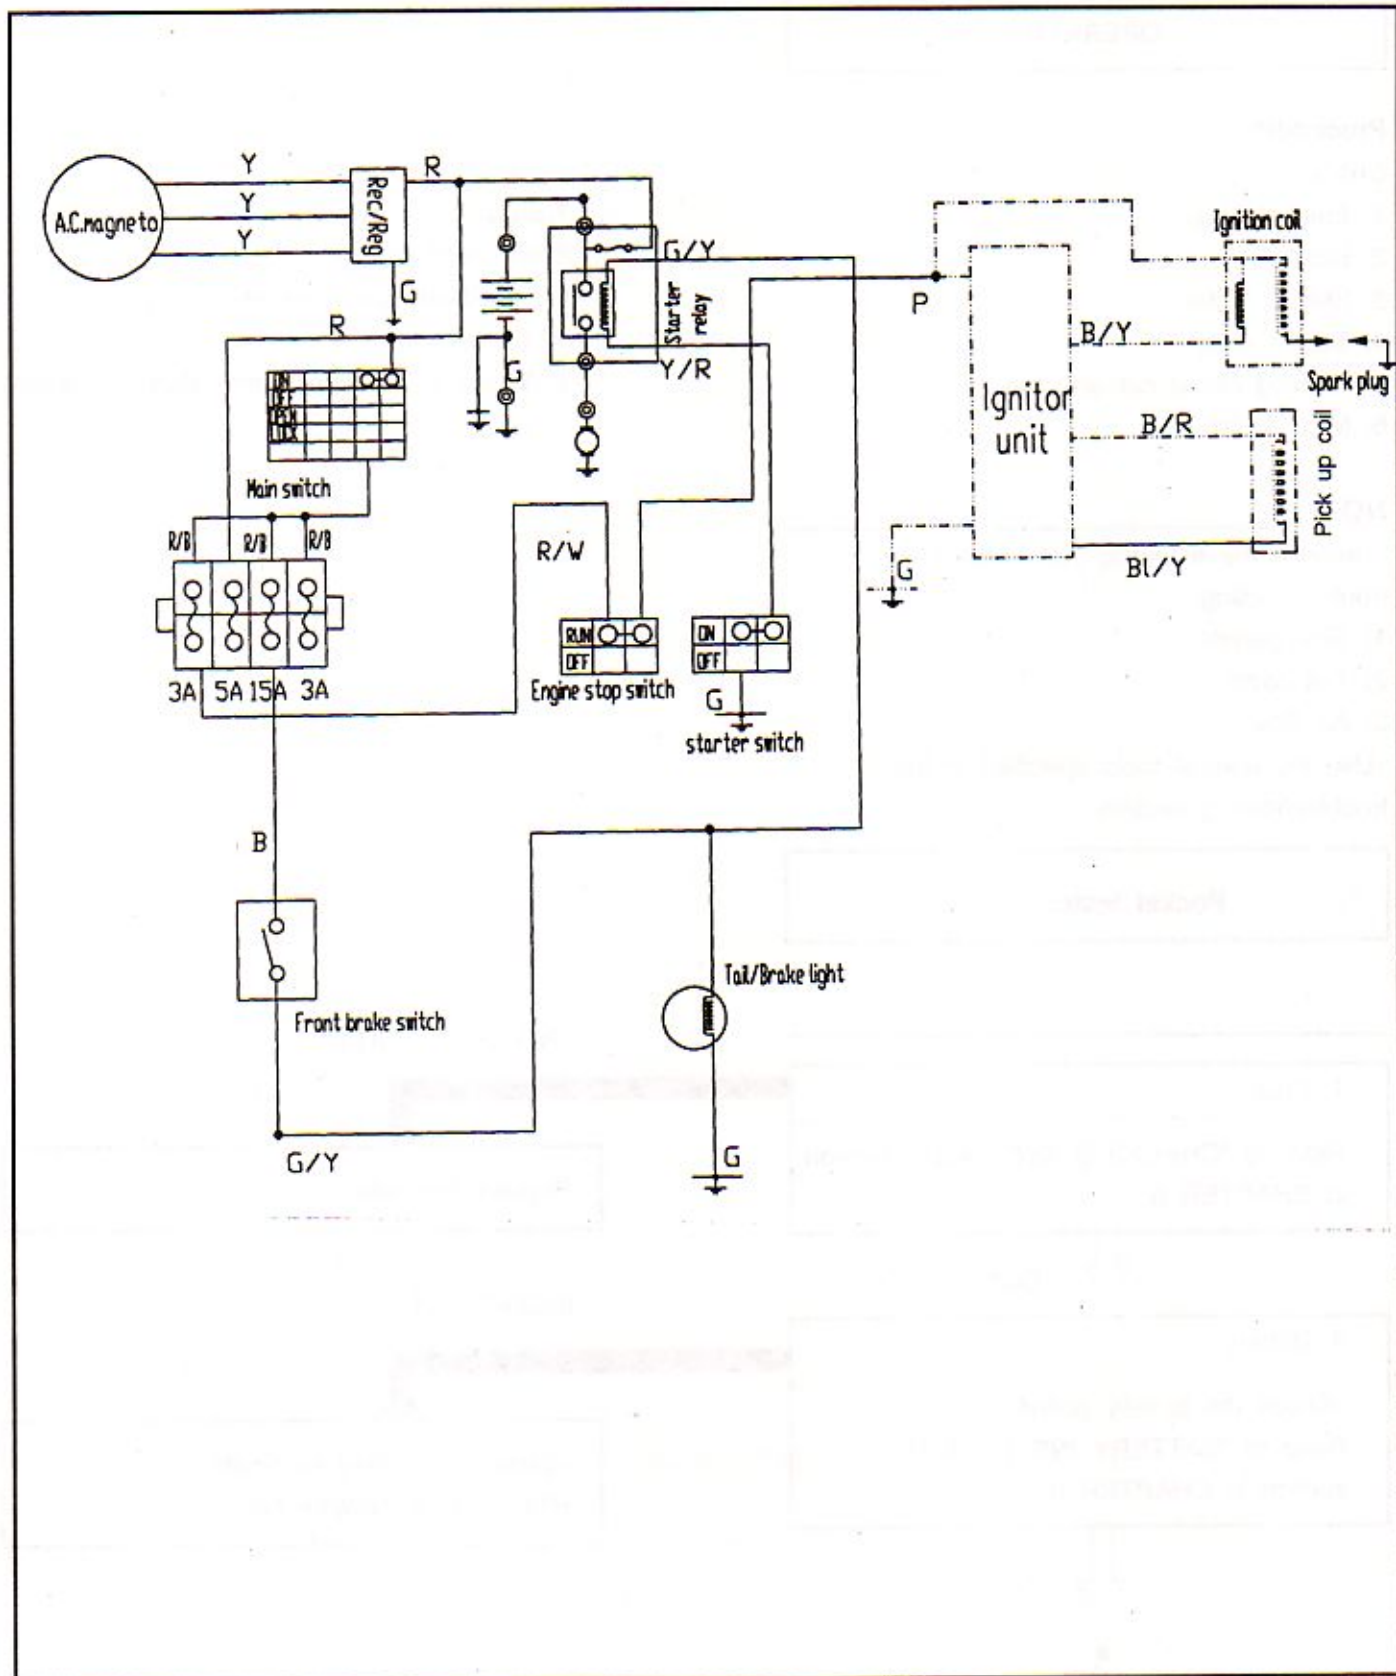 Y
R
A.C.magneto
Y
Y
Rec/Reg
G
R
G/Y
Starter relay
Y/R
G
ON
OFF
OPEN
LOCK
Main switch
R/B
R/B
R/B
3A 5A 15A 3A
R/W
RUN
OFF
Engine stop switch
ON
OFF
G
starter switch
P
Ignition coil
B/Y
Spark plug
Ignitor
unit
B/R
Pick up coil
Bl/Y
G
B
Front brake switch
G/Y
Tail/Brake light
G